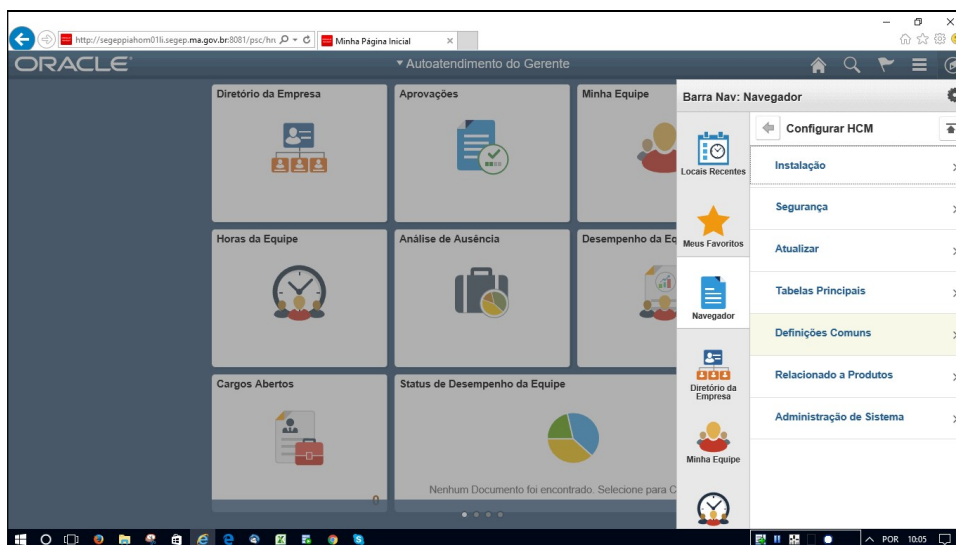 http://segeppiahom01li.segep.ma.gov.br:8081/psc/hn
Minha Página Inicial
ORACLE
Autoatendimento do Gerente
Diretório da Empresa
Aprovações
Minha Equipe
Horas da Equipe
Análise de Ausência
Desempenho da Eq
Cargos Abertos
0
Status de Desempenho da Equipe
Nenhum Documento foi encontrado. Selecione para C
Barra Nav: Navegador
Locais Recentes
Meus Favoritos
Navegador
Diretório da
Empresa
Minha Equipe
Configurar HCM
Instalação
Segurança
Atualizar
Tabelas Principais
Definições Comuns
Relacionado a Produtos
Administração de Sistema
POR 10:05